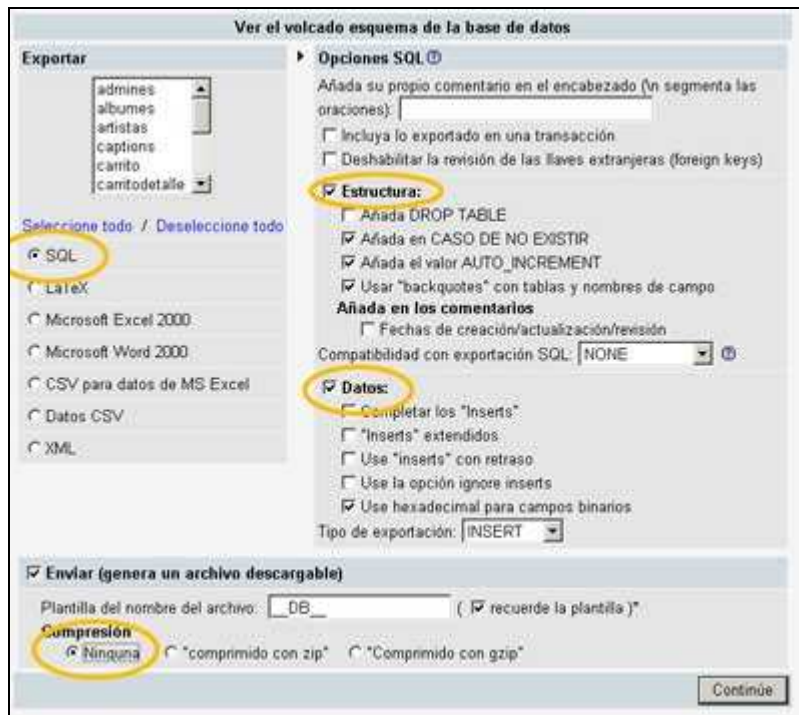 Ver el volcado esquema de la base de datos
Exportar
admines
albumes
artistas
captions
carrito
carritodetalle
Seleccione todo / Deseleccione todo
SQL
LaTeX
Microsoft Excel 2000
Microsoft Word 2000
CSV para datos de MS Excel
Datos CSV
XML
Opciones SQL
Añada su propio comentario en el encabezado (\n segmenta las
oraciones):
Incluya lo exportado en una transacción
Deshabilitar la revisión de las llaves extranjeras (foreign keys)
Estructura:
Añada DROP TABLE
Añada en CASO DE NO EXISTIR
Añada el valor AUTO_INCREMENT
Usar "backquotes" con tablas y nombres de campo
Añada en los comentarios
Fechas de creación/actualización/revisión
Compatibilidad con exportación SQL: NONE
Datos:
Completar los "Inserts"
"Inserts" extendidos
Use "inserts" con retraso
Use la opción ignore inserts
Use hexadecimal para campos binarios
Tipo de exportación: INSERT
Enviar (genera un archivo descargable)
Plantilla del nombre del archivo: __DB__ ( recuerde la plantilla )*
Compresión
Ninguna "comprimido con zip" "Comprimido con gzip"
Continúe